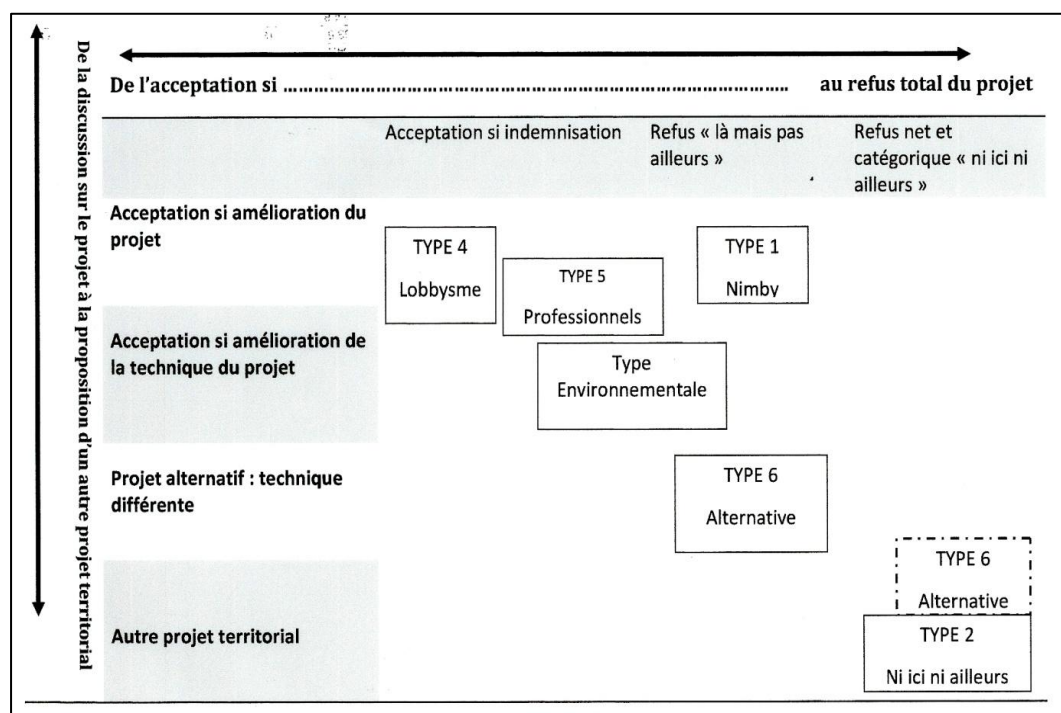 De la discussion sur le projet à la proposition d'un autre projet territorial
De l'acceptation si ........................................................................................... au refus total du projet
Acceptation si indemnisation
Refus « là mais pas
ailleurs »
Refus net et
catégorique « ni ici ni
ailleurs »
Acceptation si amélioration du
projet
TYPE 4
Lobbysme
TYPE 5
Professionnels
TYPE 1
Nimby
Acceptation si amélioration de
la technique du projet
Type
Environnementale
Projet alternatif : technique
différente
TYPE 6
Alternative
TYPE 6
Alternative
Autre projet territorial
TYPE 2
Ni ici ni ailleurs